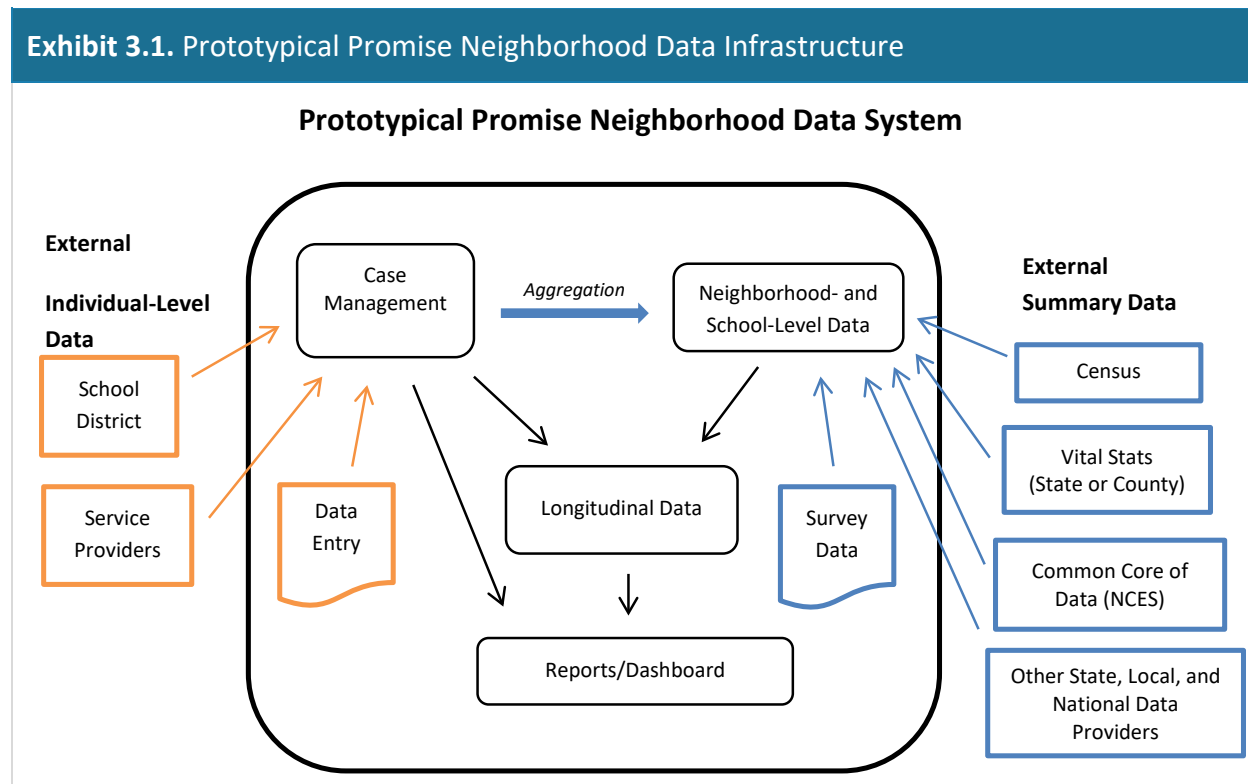 Exhibit 3.1. Prototypical Promise Neighborhood Data Infrastructure
Prototypical Promise Neighborhood Data System
External
Individual-Level
Data
School
District
Service
Providers
Data
Entry
Case
Management
Aggregation
Neighborhood- and
School-Level Data
Longitudinal Data
Reports/Dashboard
Survey
Data
External
Summary Data
Census
Vital Stats
(State or County)
Common Core of
Data (NCES)
Other State, Local, and
National Data
Providers